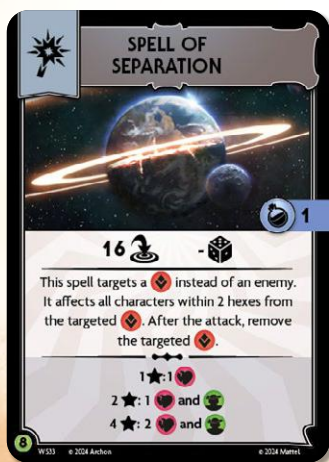 SPELL OF
SEPARATION
1
16 -
This spell targets a instead of an enemy.
It affects all characters within 2 hexes from
the targeted . After the attack, remove
the targeted .
1★: 1
2 ★: 1 and
4 ★: 2 and
8 WS33 © 2024 Archon © 2024 Mattel